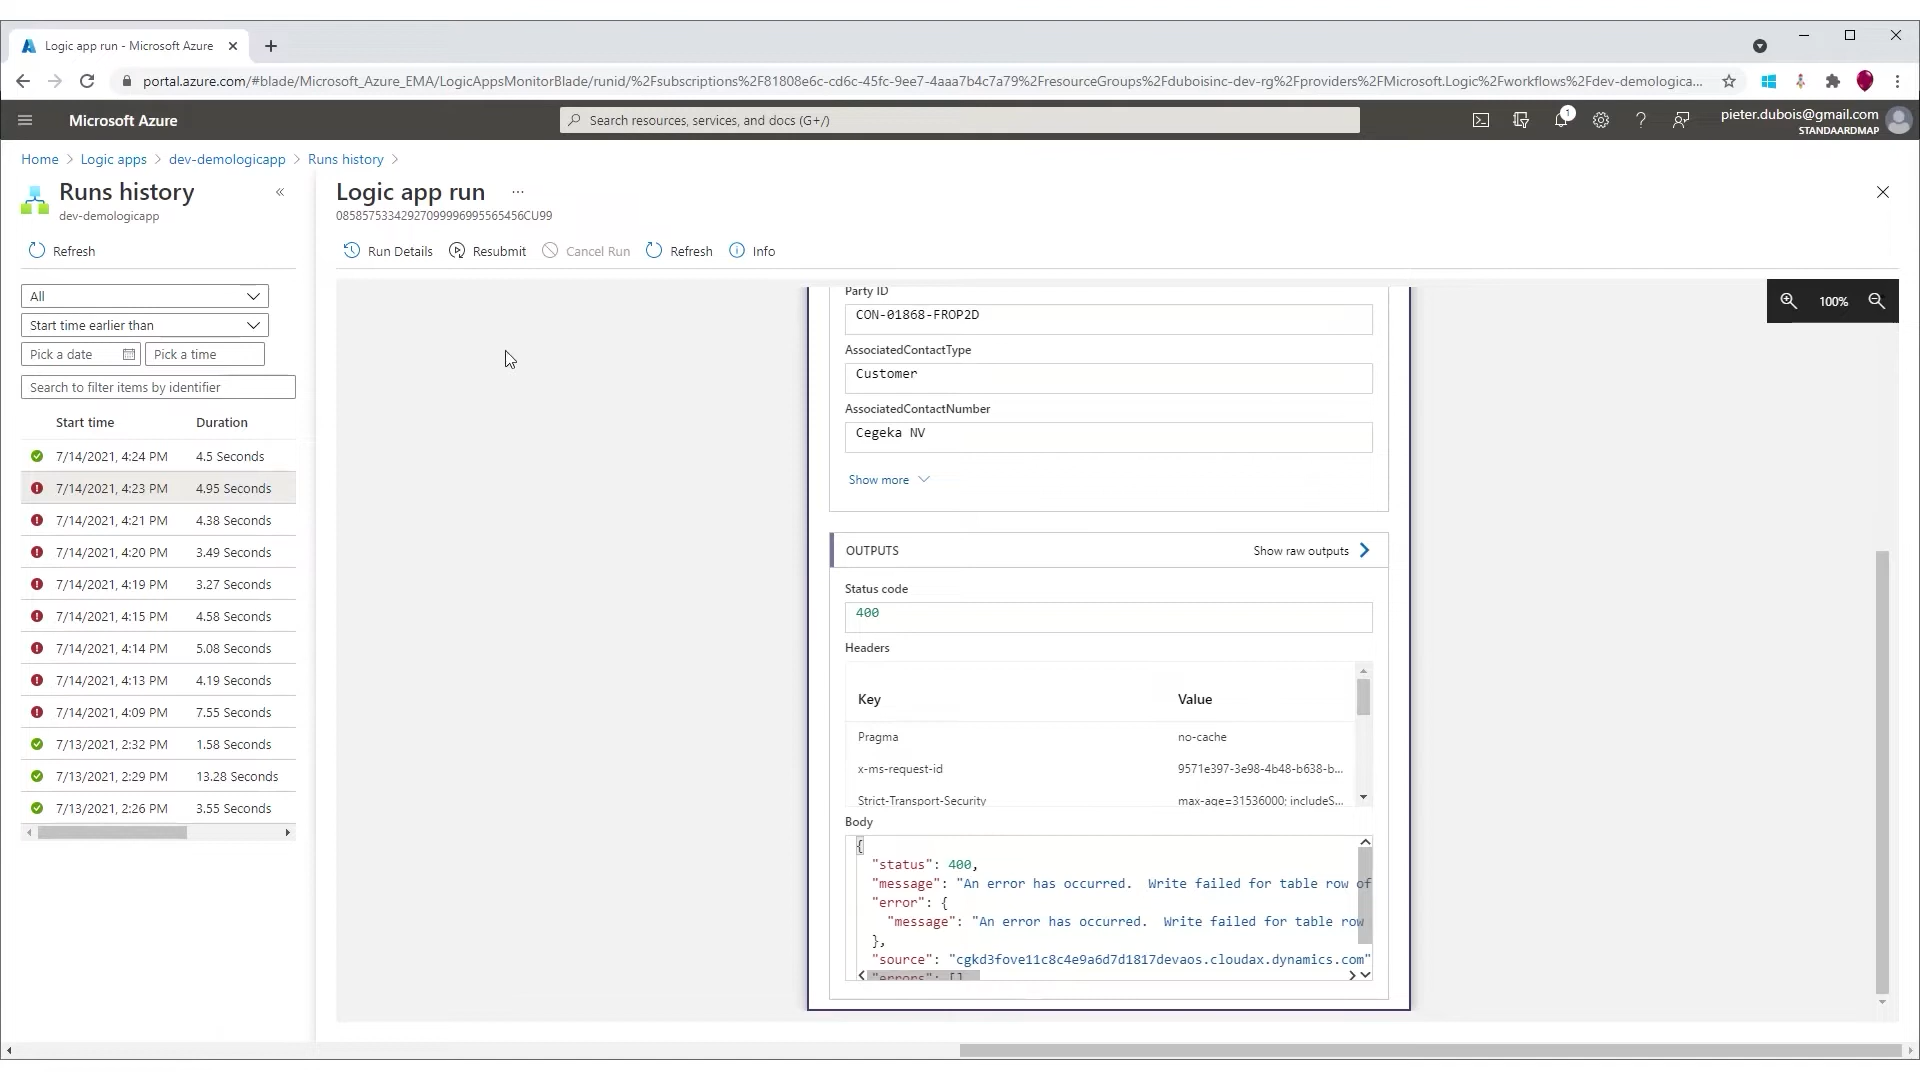 Logic app run - Microsoft Azure
portal.azure.com/#blade/Microsoft_Azure_EMA/LogicAppsMonitorBlade/runid/%2Fsubscriptions%2F81808e6c-cd6c-45fc-9ee7-4aaa7b4c7a79%2FresourceGroups%2Fduboisinc-dev-rg%2Fproviders%2FMicrosoft.Logic%2Fworkflows%2Fdev-demologica...
Microsoft Azure
Search resources, services, and docs (G+/)
1
pieter.dubois@gmail.com
STANDAARDMAP
Home > Logic apps > dev-demologicapp > Runs history >
Runs history
dev-demologicapp
Refresh
All
Start time earlier than
Pick a date
Pick a time
Search to filter items by identifier
Start time Duration
7/14/2021, 4:24 PM 4.5 Seconds
7/14/2021, 4:23 PM 4.95 Seconds
7/14/2021, 4:21 PM 4.38 Seconds
7/14/2021, 4:20 PM 3.49 Seconds
7/14/2021, 4:19 PM 3.27 Seconds
7/14/2021, 4:15 PM 4.58 Seconds
7/14/2021, 4:14 PM 5.08 Seconds
7/14/2021, 4:13 PM 4.19 Seconds
7/14/2021, 4:09 PM 7.55 Seconds
7/13/2021, 2:32 PM 1.58 Seconds
7/13/2021, 2:29 PM 13.28 Seconds
7/13/2021, 2:26 PM 3.55 Seconds
Logic app run ...
08585753342927099996995565456CU99
Run Details Resubmit Cancel Run Refresh Info
100%
Party ID
CON-01868-FROP2D
AssociatedContactType
Customer
AssociatedContactNumber
Cegeka NV
Show more
OUTPUTS Show raw outputs
Status code
400
Headers
Key Value
Pragma no-cache
x-ms-request-id 9571e397-3e98-4b48-b638-b...
Strict-Transport-Security max-age=31536000; includeS...
Body
{
"status": 400,
"message": "An error has occurred. Write failed for table row of
"error": {
"message": "An error has occurred. Write failed for table row
},
"source": "cgkd3fove11c8c4e9a6d7d1817devaos.cloudax.dynamics.com"
"errors": []